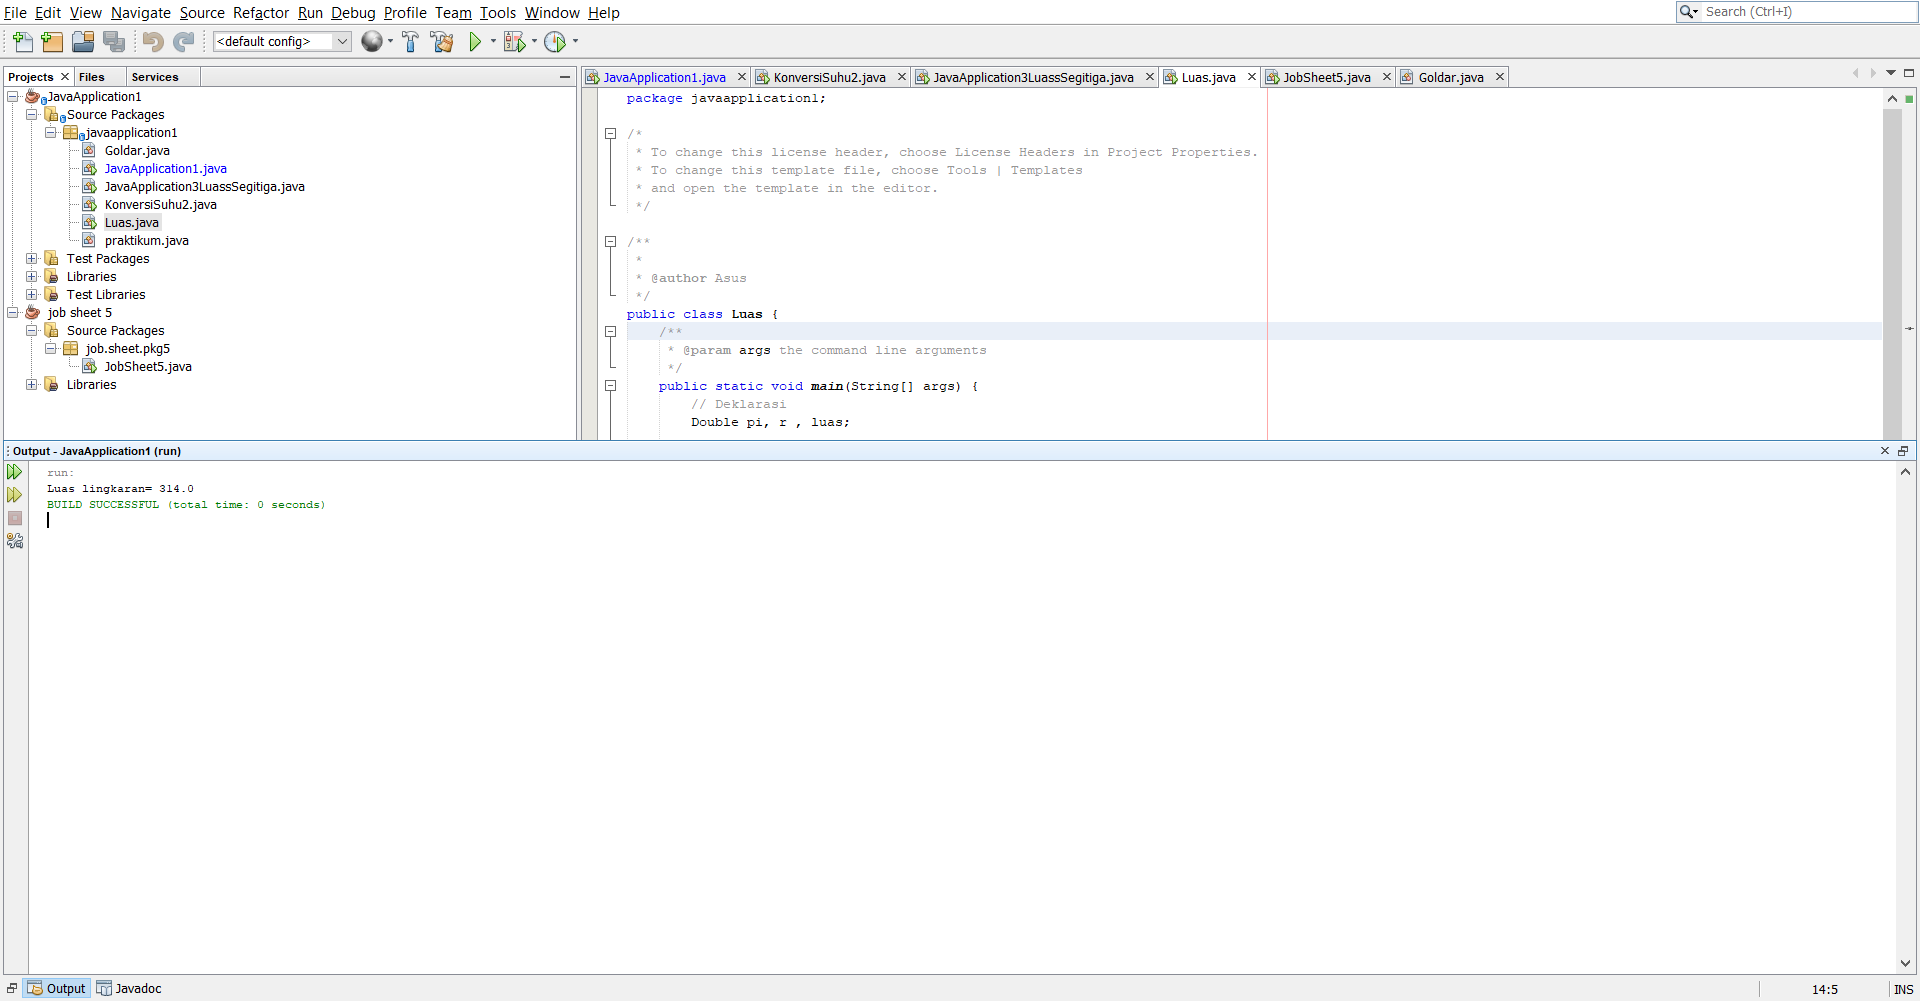 File Edit View Navigate Source Refactor Run Debug Profile Team Tools Window Help
Search (Ctrl+I)
<default config>
Projects Files Services
JavaApplication1
Source Packages
javaapplication1
Goldar.java
JavaApplication1.java
JavaApplication3LuassSegitiga.java
KonversiSuhu2.java
Luas.java
praktikum.java
Test Packages
Libraries
Test Libraries
job sheet 5
Source Packages
job.sheet.pkg5
JobSheet5.java
Libraries
JavaApplication1.java KonversiSuhu2.java JavaApplication3LuassSegitiga.java Luas.java JobSheet5.java Goldar.java
package javaapplication1;
/*
* To change this license header, choose License Headers in Project Properties.
* To change this template file, choose Tools | Templates
* and open the template in the editor.
*/
/**
*
* @author Asus
*/
public class Luas {
/**
* @param args the command line arguments
*/
public static void main(String[] args) {
// Deklarasi
Double pi, r , luas;
Output - JavaApplication1 (run)
run:
Luas lingkaran= 314.0
BUILD SUCCESSFUL (total time: 0 seconds)
Output Javadoc
14:5 INS